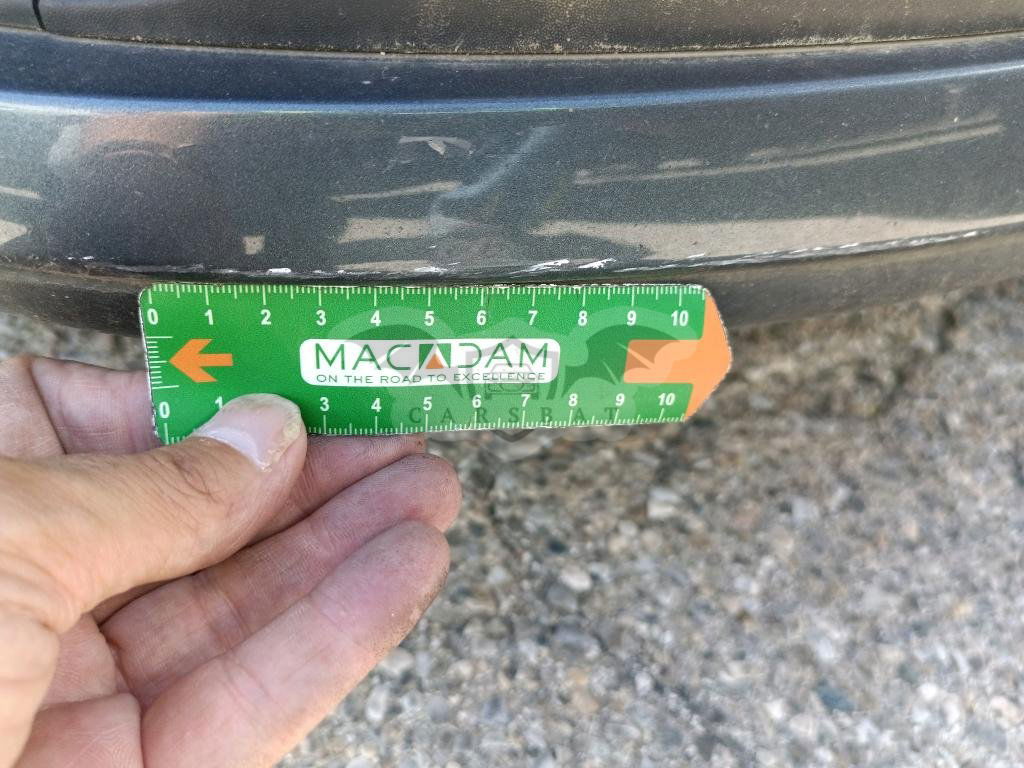 0 1 2 3 4 5 6 7 8 9 10
MACADAM
ON THE ROAD TO EXCELLENCE
0 1 3 4 5 6 7 8 9 10
CARSBAT